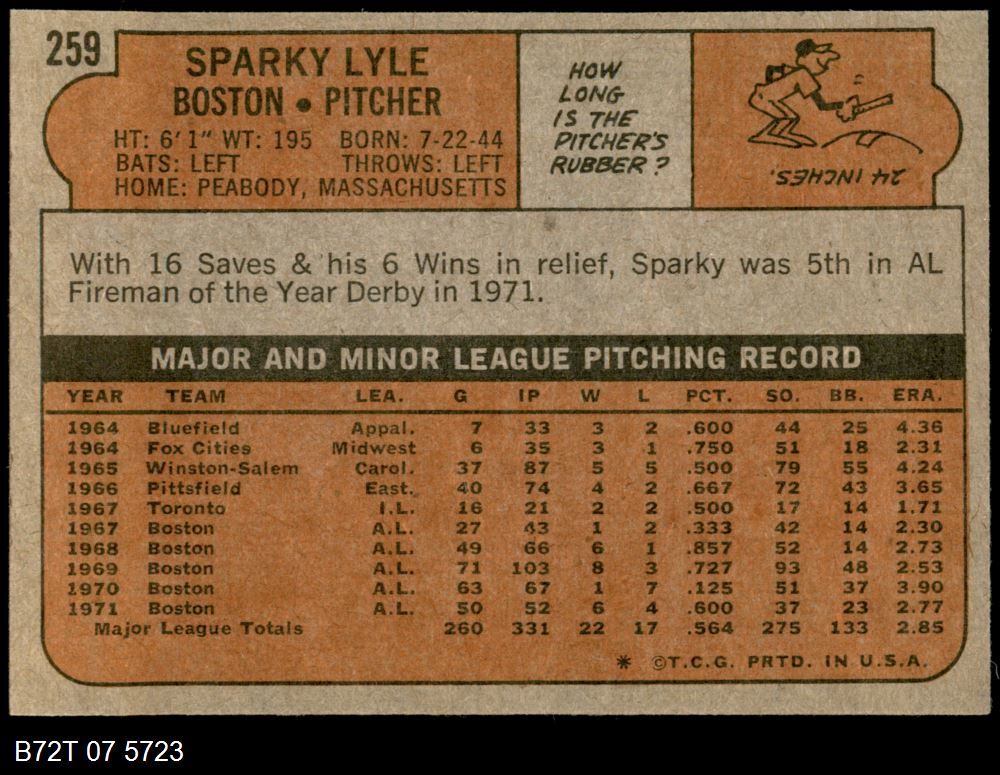 259
SPARKY LYLE
BOSTON • PITCHER
HT: 6'1" WT: 195 BORN: 7-22-44
BATS: LEFT THROWS: LEFT
HOME: PEABODY, MASSACHUSETTS
HOW
LONG
IS THE
PITCHER'S
RUBBER?
24 INCHES.
With 16 Saves & his 6 Wins in relief, Sparky was 5th in AL
Fireman of the Year Derby in 1971.
MAJOR AND MINOR LEAGUE PITCHING RECORD
YEAR TEAM LEA. G IP W L PCT. SO. BB. ERA.
1964 Bluefield Appal. 7 33 3 2 .600 44 25 4.36
1964 Fox Cities Midwest 6 35 3 1 .750 51 18 2.31
1965 Winston-Salem Carol. 37 87 5 5 .500 79 55 4.24
1966 Pittsfield East. 40 74 4 2 .667 72 43 3.65
1967 Toronto I.L. 16 21 2 2 .500 17 14 1.71
1967 Boston A.L. 27 43 1 2 .333 42 14 2.30
1968 Boston A.L. 49 66 6 1 .857 52 14 2.73
1969 Boston A.L. 71 103 8 3 .727 93 48 2.53
1970 Boston A.L. 63 67 1 7 .125 51 37 3.90
1971 Boston A.L. 50 52 6 4 .600 37 23 2.77
Major League Totals 260 331 22 17 .564 275 133 2.85
* ©T.C.G. PRTD. IN U.S.A.
B72T 07 5723